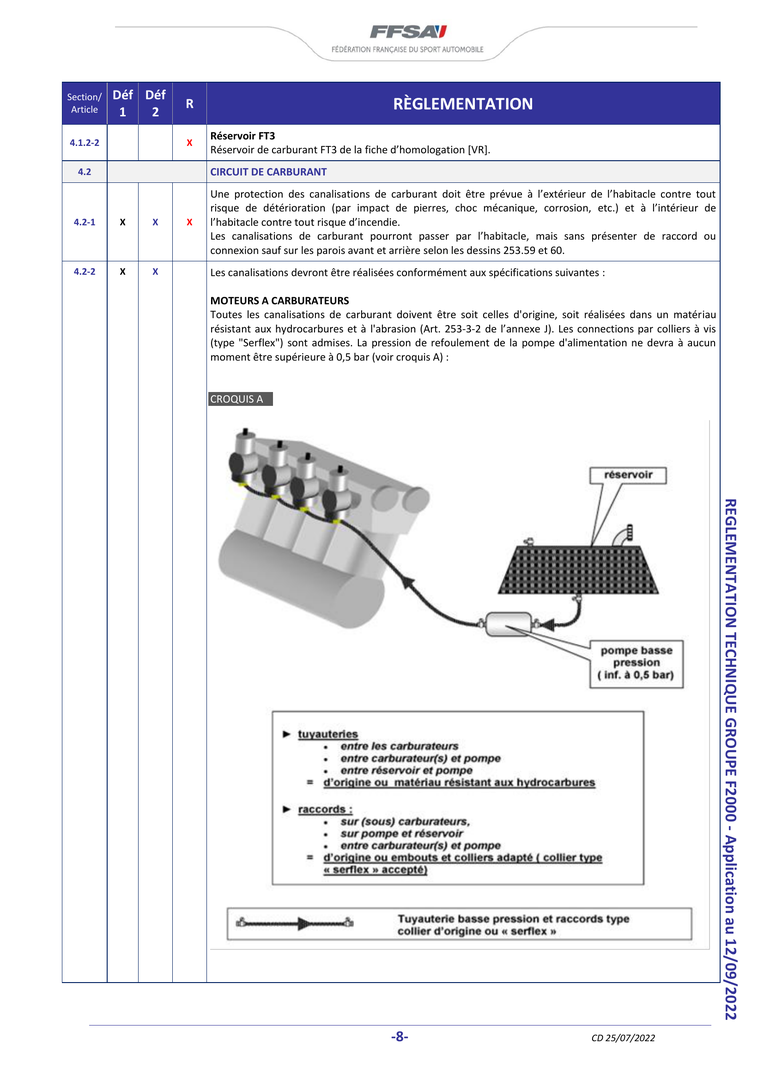 FFSA
FÉDÉRATION FRANÇAISE DU SPORT AUTOMOBILE
Section/ Article
Déf 1
Déf 2
R
RÈGLEMENTATION
4.1.2-2
X
Réservoir FT3
Réservoir de carburant FT3 de la fiche d'homologation [VR].
4.2
CIRCUIT DE CARBURANT
4.2-1
X
X
X
Une protection des canalisations de carburant doit être prévue à l'extérieur de l'habitacle contre tout
risque de détérioration (par impact de pierres, choc mécanique, corrosion, etc.) et à l'intérieur de
l'habitacle contre tout risque d'incendie.
Les canalisations de carburant pourront passer par l'habitacle, mais sans présenter de raccord ou
connexion sauf sur les parois avant et arrière selon les dessins 253.59 et 60.
4.2-2
X
X
Les canalisations devront être réalisées conformément aux spécifications suivantes :
MOTEURS A CARBURATEURS
Toutes les canalisations de carburant doivent être soit celles d'origine, soit réalisées dans un matériau
résistant aux hydrocarbures et à l'abrasion (Art. 253-3-2 de l'annexe J). Les connections par colliers à vis
(type "Serflex") sont admises. La pression de refoulement de la pompe d'alimentation ne devra à aucun
moment être supérieure à 0,5 bar (voir croquis A) :
CROQUIS A
réservoir
pompe basse
pression
( inf. à 0,5 bar)
► tuyauteries
• entre les carburateurs
• entre carburateur(s) et pompe
• entre réservoir et pompe
= d'origine ou matériau résistant aux hydrocarbures
► raccords :
• sur (sous) carburateurs,
• sur pompe et réservoir
• entre carburateur(s) et pompe
= d'origine ou embouts et colliers adapté ( collier type
« serflex » accepté)
Tuyauterie basse pression et raccords type
collier d'origine ou « serflex »
REGLEMENTATION TECHNIQUE GROUPE F2000 - Application au 12/09/2022
-8-
CD 25/07/2022